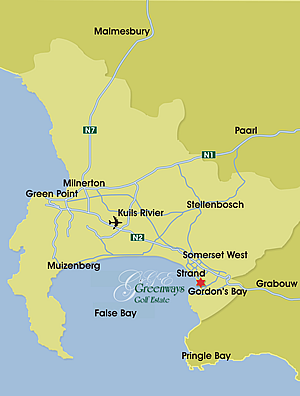 Malmesbury
N7
Paarl
N1
Milnerton
Green Point
Kuils Rivier
Stellenbosch
N2
Somerset West
Muizenberg
Strand
Grabouw
GGE
Greenways
Golf Estate
Gordon's Bay
False Bay
Pringle Bay